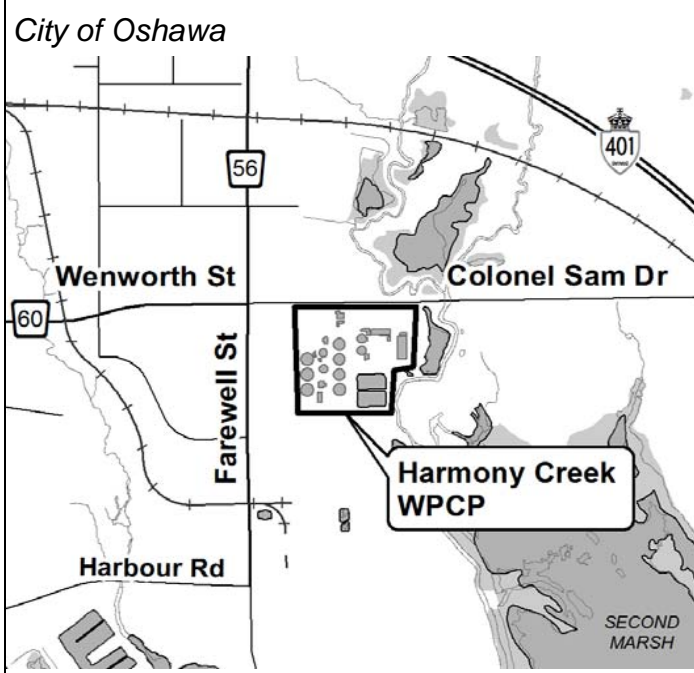 City of Oshawa
401
56
Wenworth St
Colonel Sam Dr
60
Farewell St
Harmony Creek
WPCP
Harbour Rd
SECOND
MARSH